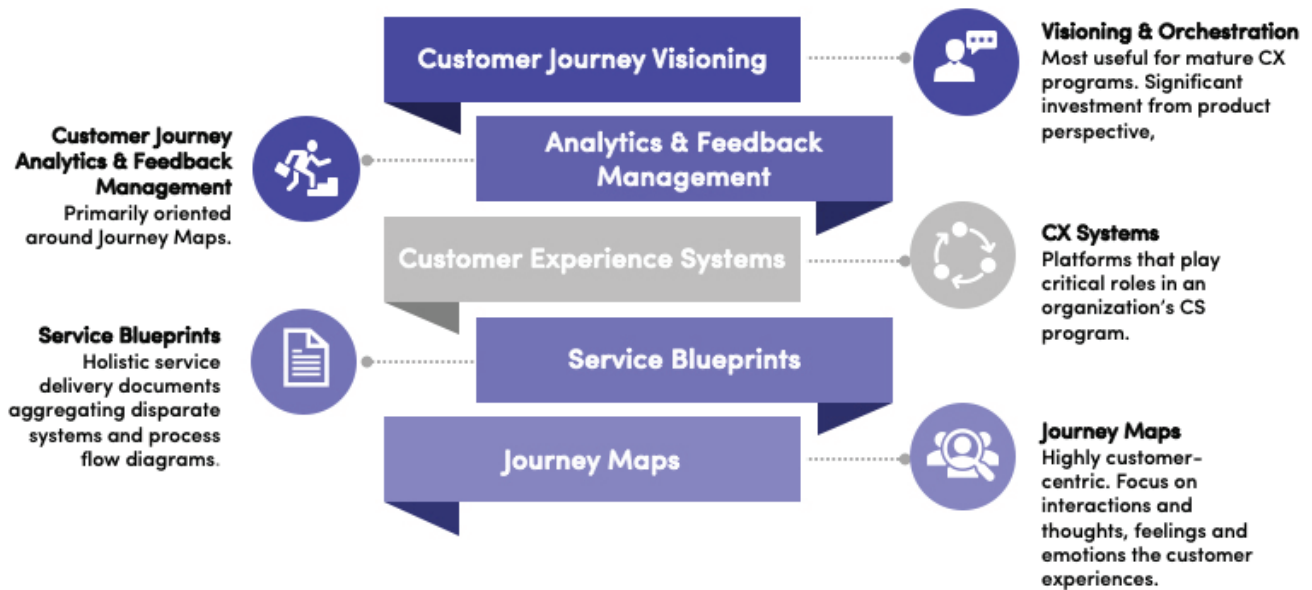 Customer Journey Visioning
Visioning & Orchestration
Most useful for mature CX
programs. Significant
investment from product
perspective,
Customer Journey
Analytics & Feedback
Management
Primarily oriented
around Journey Maps.
Analytics & Feedback
Management
Customer Experience Systems
CX Systems
Platforms that play
critical roles in an
organization's CS
program.
Service Blueprints
Holistic service
delivery documents
aggregating disparate
systems and process
flow diagrams.
Service Blueprints
Journey Maps
Journey Maps
Highly customer-
centric. Focus on
interactions and
thoughts, feelings and
emotions the customer
experiences.